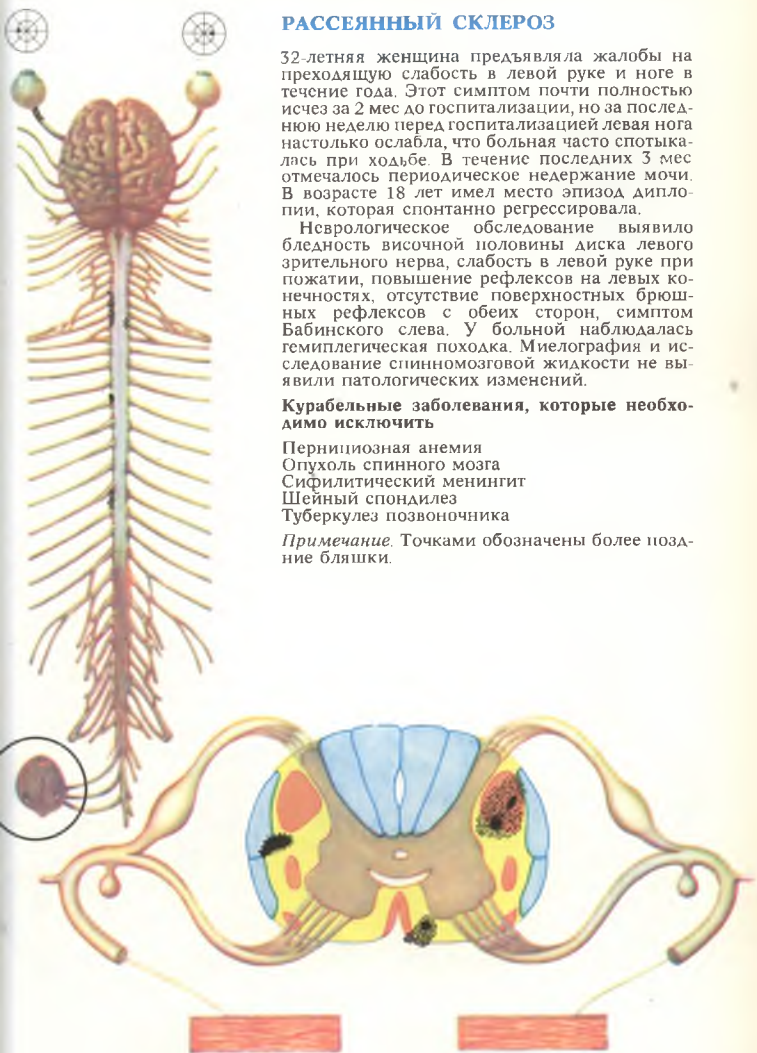 РАССЕЯННЫЙ СКЛЕРОЗ
32-летняя женщина предъявляла жалобы на
преходящую слабость в левой руке и ноге в
течение года. Этот симптом почти полностью
исчез за 2 мес до госпитализации, но за послед-
нюю неделю перед госпитализацией левая нога
настолько ослабла, что больная часто спотыка-
лась при ходьбе. В течение последних 3 мес
отмечалось периодическое недержание мочи.
В возрасте 18 лет имел место эпизод дипло-
пии, которая спонтанно регрессировала.
Неврологическое обследование выявило
бледность височной половины диска левого
зрительного нерва, слабость в левой руке при
пожатии, повышение рефлексов на левых ко-
нечностях, отсутствие поверхностных брюш-
ных рефлексов с обеих сторон, симптом
Бабинского слева. У больной наблюдалась
гемиплегическая походка. Миелография и ис-
следование спинномозговой жидкости не вы-
явили патологических изменений.
Курабельные заболевания, которые необхо-
димо исключить
Пернициозная анемия
Опухоль спинного мозга
Сифилитический менингит
Шейный спондилез
Туберкулез позвоночника
Примечание. Точками обозначены более позд-
ние бляшки.